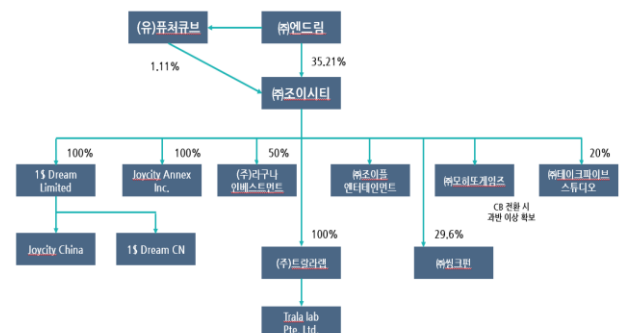 (유)퓨처큐브
㈜엔드림
1.11%
35.21%
㈜조이시티
100%
100%
50%
20%
1$ Dream
Limited
Joycity Annex
Inc.
(주)라구나
인베스트먼트
㈜조이플
엔터테인먼트
㈜모히또게임즈
㈜테이크파이브
스튜디오
CB 전환 시
과반 이상 확보
100%
29.6%
Joycity China
1$ Dream CN
(주)트랄라랩
㈜씽크펀
Trala lab
Pte. Ltd.